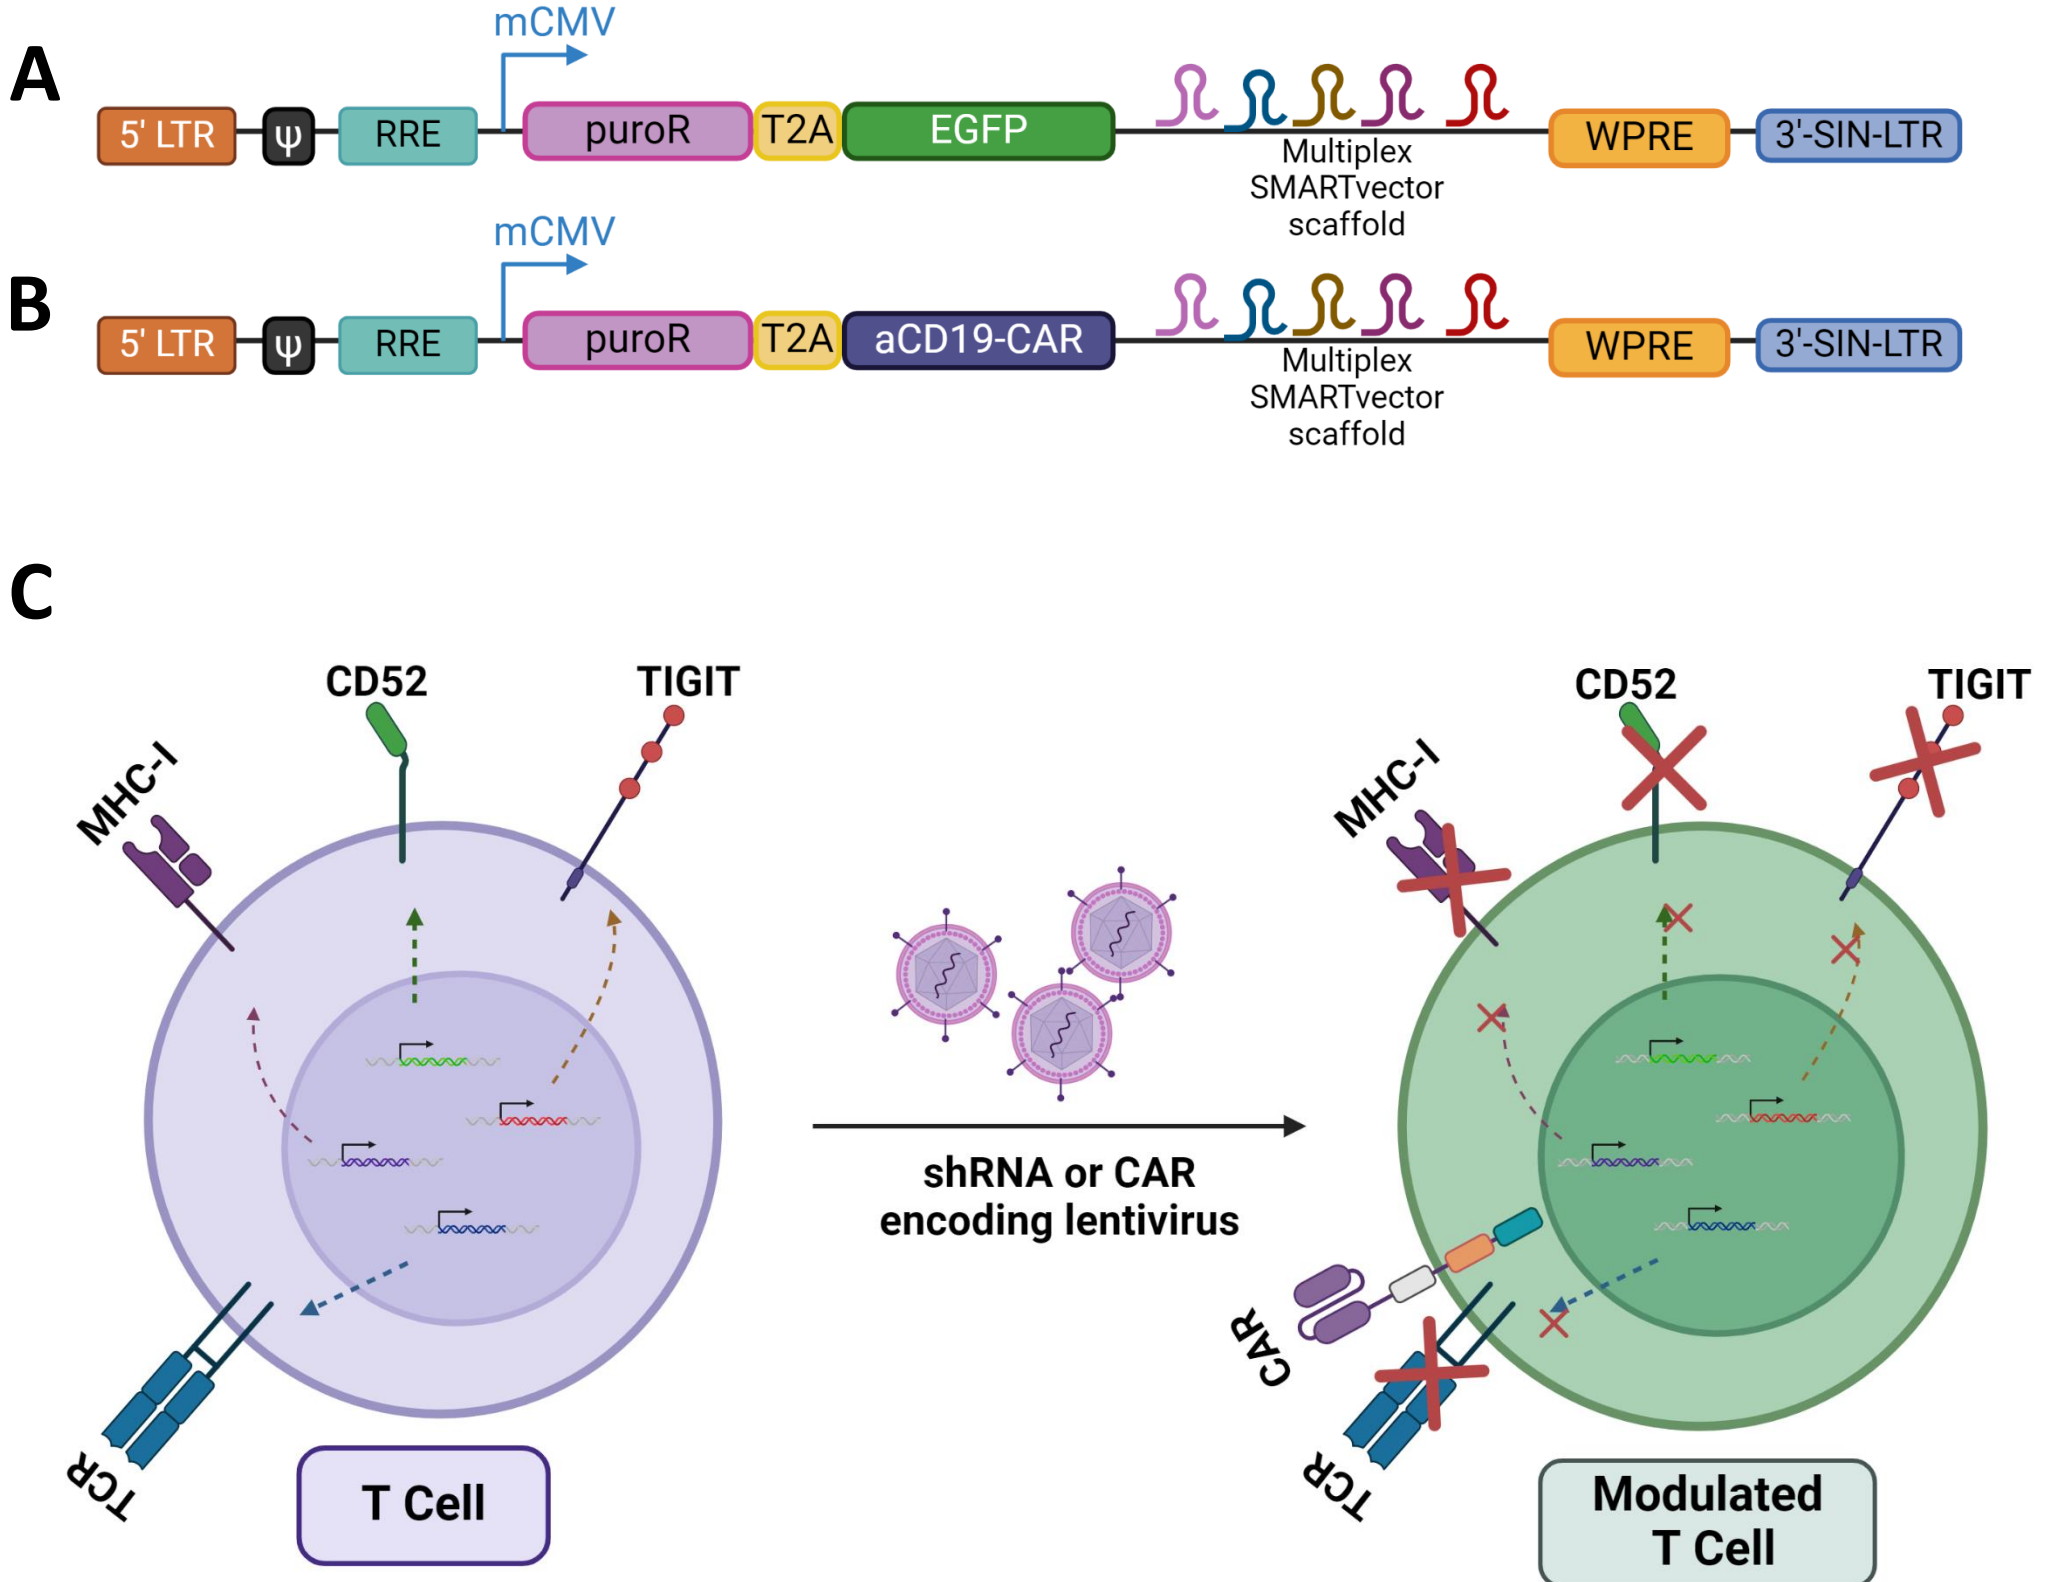 A
mCMV
5' LTR ψ RRE puroR T2A EGFP WPRE 3'-SIN-LTR
Multiplex
SMARTvector
scaffold
B
mCMV
5' LTR ψ RRE puroR T2A aCD19-CAR WPRE 3'-SIN-LTR
Multiplex
SMARTvector
scaffold
C
CD52
TIGIT
MHC-I
TCR
T Cell
shRNA or CAR
encoding lentivirus
CD52
TIGIT
MHC-I
CAR
TCR
Modulated
T Cell